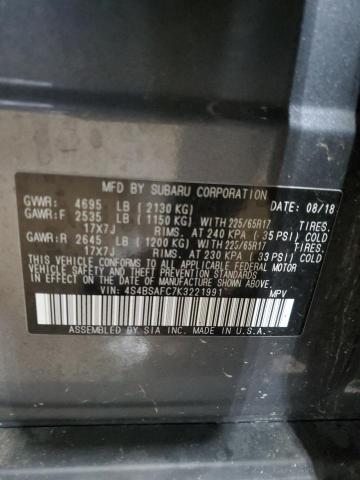 MFD BY SUBARU CORPORATION
GVWR: 4695 LB ( 2130 KG) DATE: 08/18
GAWR:F 2535 LB ( 1150 KG) WITH 225/65R17 TIRES.
17X7J RIMS. AT 240 KPA ( 35 PSI) COLD
GAWR:R 2645 LB ( 1200 KG) WITH 225/65R17 TIRES.
17X7J RIMS. AT 230 KPA ( 33 PSI) COLD
THIS VEHICLE CONFORMS TO ALL APPLICABLE FEDERAL MOTOR
VEHICLE SAFETY STANDARDS IN EFFECT ON THE DATE OF
MANUFACTURE SHOWN ABOVE.
VIN: 4S4BSAFC7K3221991 MPV
ASSEMBLED BY SIA INC. MADE IN U.S.A.